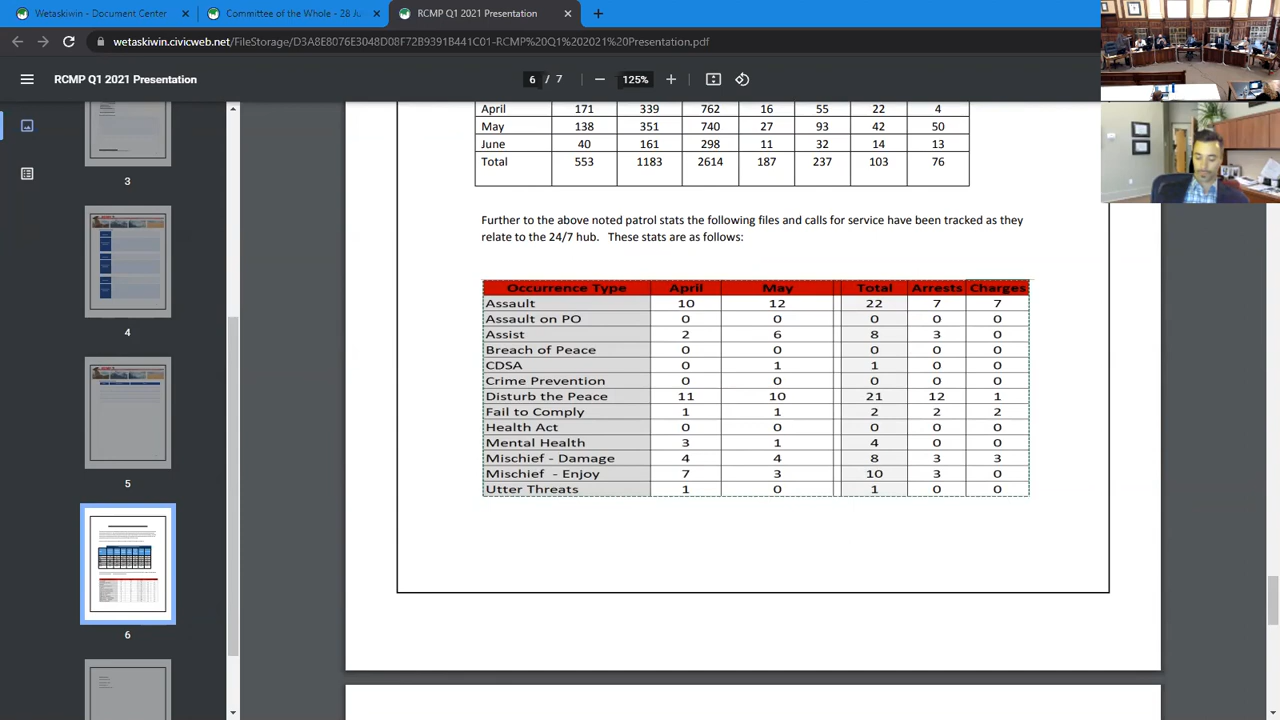 Wetaskiwin - Document Center
Committee of the Whole - 28 Ju
RCMP Q1 2021 Presentation
wetaskiwin.civicweb.net/FileStorage/D3A8E8076E3048D08F72B9391B441C01-RCMP%20Q1%202021%20Presentation.pdf
RCMP Q1 2021 Presentation
6 / 7
125%
3
4
5
6
April 171 339 762 16 55 22 4
May 138 351 740 27 93 42 50
June 40 161 298 11 32 14 13
Total 553 1183 2614 187 237 103 76
Further to the above noted patrol stats the following files and calls for service have been tracked as they
relate to the 24/7 hub. These stats are as follows:
Occurrence Type April May Total Arrests Charges
Assault 10 12 22 7 7
Assault on PO 0 0 0 0 0
Assist 2 6 8 3 0
Breach of Peace 0 0 0 0 0
CDSA 0 1 1 0 0
Crime Prevention 0 0 0 0 0
Disturb the Peace 11 10 21 12 1
Fail to Comply 1 1 2 2 2
Health Act 0 0 0 0 0
Mental Health 3 1 4 0 0
Mischief - Damage 4 4 8 3 3
Mischief - Enjoy 7 3 10 3 0
Utter Threats 1 0 1 0 0